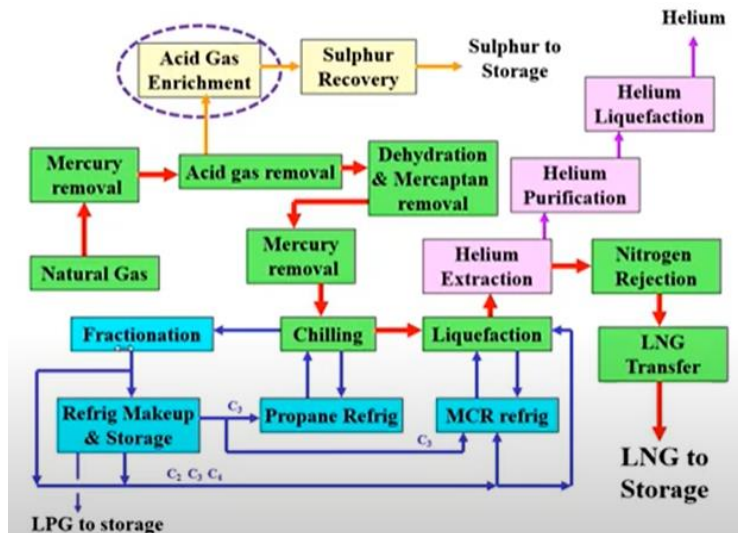 Helium
Acid Gas
Enrichment
Sulphur
Recovery
Sulphur to
Storage
Helium
Liquefaction
Mercury
removal
Acid gas removal
Dehydration
& Mercaptan
removal
Helium
Purification
Natural Gas
Mercury
removal
Helium
Extraction
Nitrogen
Rejection
Fractionation
Chilling
Liquefaction
LNG
Transfer
Refrig Makeup
& Storage
C3
Propane Refrig
MCR refrig
C3
C2 C3 C4
LNG to
Storage
LPG to storage